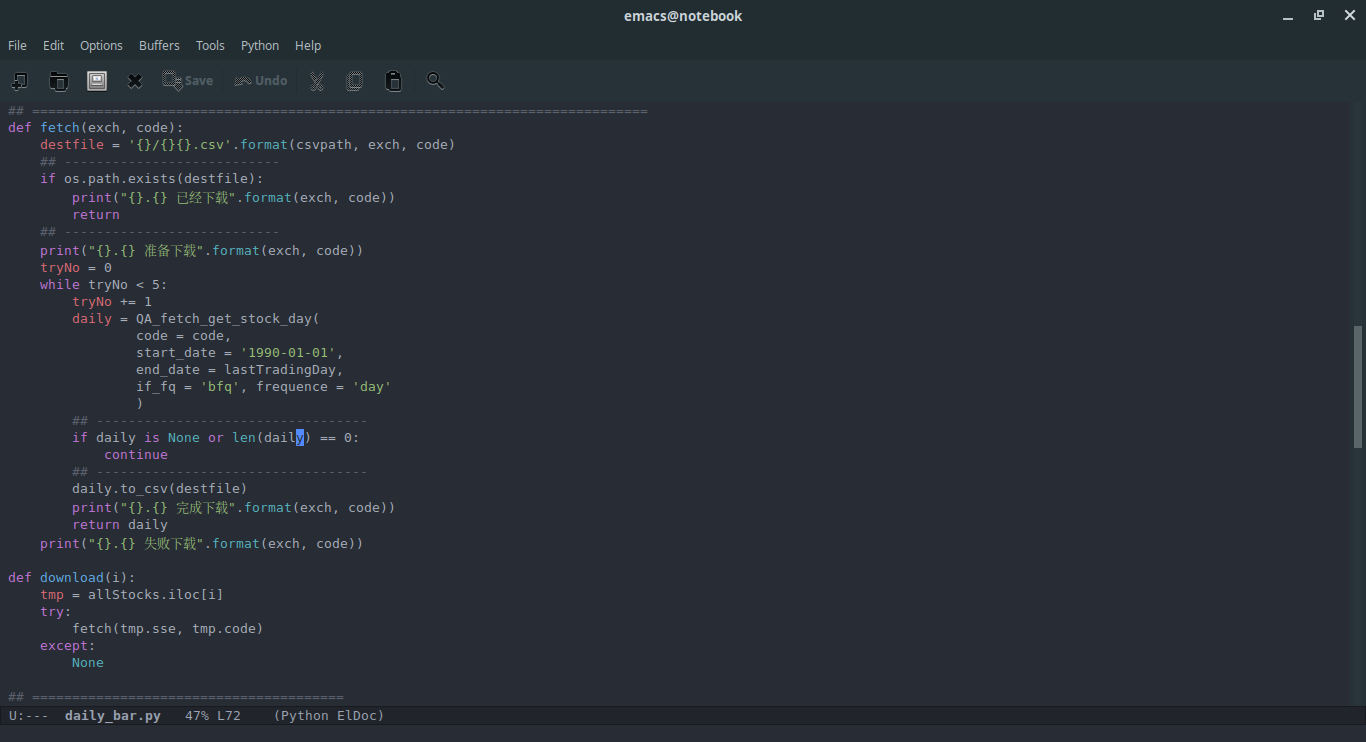 emacs@notebook
File Edit Options Buffers Tools Python Help
Save Undo
## =============================================================================
def fetch(exch, code):
    destfile = '{}/{}{}.csv'.format(csvpath, exch, code)
    ## ---------------------------
    if os.path.exists(destfile):
        print("{}.{} 已经下载".format(exch, code))
        return
    ## ---------------------------
    print("{}.{} 准备下载".format(exch, code))
    tryNo = 0
    while tryNo < 5:
        tryNo += 1
        daily = QA_fetch_get_stock_day(
                code = code,
                start_date = '1990-01-01',
                end_date = lastTradingDay,
                if_fq = 'bfq', frequence = 'day'
                )
        ## ----------------------------------
        if daily is None or len(daily) == 0:
            continue
        ## ----------------------------------
        daily.to_csv(destfile)
        print("{}.{} 完成下载".format(exch, code))
        return daily
    print("{}.{} 失败下载".format(exch, code))
def download(i):
    tmp = allStocks.iloc[i]
    try:
        fetch(tmp.sse, tmp.code)
    except:
        None
## =======================================
U:---  daily_bar.py   47% L72    (Python ElDoc)